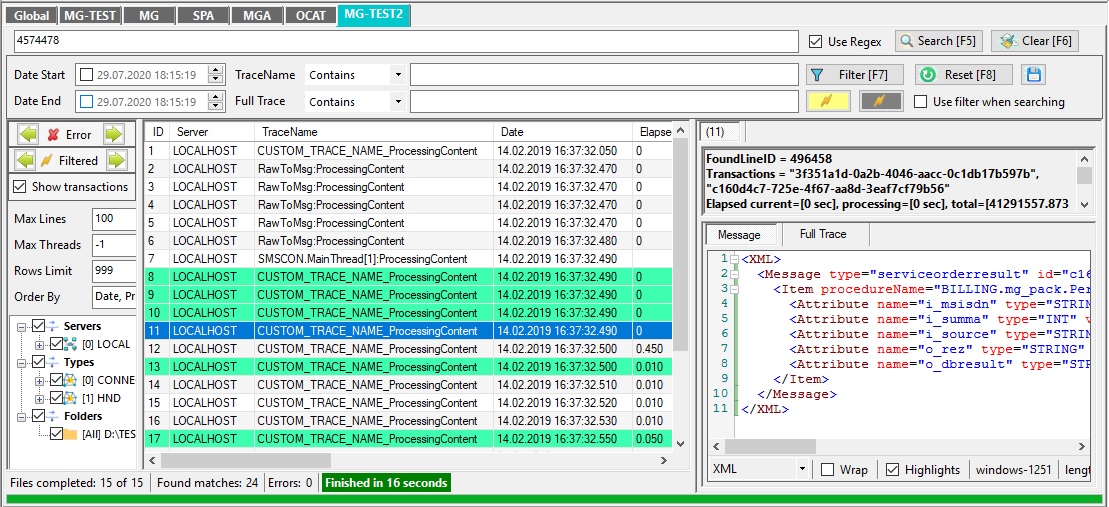 Global MG-TEST MG SPA MGA OCAT MG-TEST2
4574478 Use Regex Search [F5] Clear [F6]
Date Start 29.07.2020 18:15:19 TraceName Contains Filter [F7] Reset [F8]
Date End 29.07.2020 18:15:19 Full Trace Contains Use filter when searching
Error
Filtered
Show transactions
Max Lines 100
Max Threads -1
Rows Limit 999
Order By Date, Pr
Servers
[0] LOCAL
Types
[0] CONNE
[1] HND
Folders
[All] D:\TES
ID Server TraceName Date Elapse
1 LOCALHOST CUSTOM_TRACE_NAME_ProcessingContent 14.02.2019 16:37:32.050 0
2 LOCALHOST RawToMsg:ProcessingContent 14.02.2019 16:37:32.470 0
3 LOCALHOST RawToMsg:ProcessingContent 14.02.2019 16:37:32.470 0
4 LOCALHOST RawToMsg:ProcessingContent 14.02.2019 16:37:32.470 0
5 LOCALHOST RawToMsg:ProcessingContent 14.02.2019 16:37:32.470 0
6 LOCALHOST RawToMsg:ProcessingContent 14.02.2019 16:37:32.480 0
7 LOCALHOST SMSCON.MainThread[1]:ProcessingContent 14.02.2019 16:37:32.490
8 LOCALHOST CUSTOM_TRACE_NAME_ProcessingContent 14.02.2019 16:37:32.490 0
9 LOCALHOST CUSTOM_TRACE_NAME_ProcessingContent 14.02.2019 16:37:32.490 0
10 LOCALHOST CUSTOM_TRACE_NAME_ProcessingContent 14.02.2019 16:37:32.490 0
11 LOCALHOST CUSTOM_TRACE_NAME_ProcessingContent 14.02.2019 16:37:32.490 0
12 LOCALHOST CUSTOM_TRACE_NAME_ProcessingContent 14.02.2019 16:37:32.500 0.450
13 LOCALHOST CUSTOM_TRACE_NAME_ProcessingContent 14.02.2019 16:37:32.500 0.010
14 LOCALHOST CUSTOM_TRACE_NAME_ProcessingContent 14.02.2019 16:37:32.510 0.010
15 LOCALHOST CUSTOM_TRACE_NAME_ProcessingContent 14.02.2019 16:37:32.520 0.010
16 LOCALHOST CUSTOM_TRACE_NAME_ProcessingContent 14.02.2019 16:37:32.530 0.010
17 LOCALHOST CUSTOM_TRACE_NAME_ProcessingContent 14.02.2019 16:37:32.550 0.050
(11)
FoundLineID = 496458
Transactions = "3f351a1d-0a2b-4046-aacc-0c1db17b597b",
"c160d4c7-725e-4f67-aa8d-3eaf7cf79b56"
Elapsed current=[0 sec], processing=[0 sec], total=[41291557.873
Message Full Trace
1 <XML>
2 <Message type="serviceorderresult" id="c16
3 <Item procedureName="BILLING.mg_pack.Per
4 <Attribute name="i_msisdn" type="STRIN
5 <Attribute name="i_summa" type="INT" v
6 <Attribute name="i_source" type="STRIN
7 <Attribute name="o_rez" type="STRING"
8 <Attribute name="o_dbresult" type="STR
9 </Item>
10 </Message>
11 </XML>
XML Wrap Highlights windows-1251 lengt
Files completed: 15 of 15 Found matches: 24 Errors: 0 Finished in 16 seconds